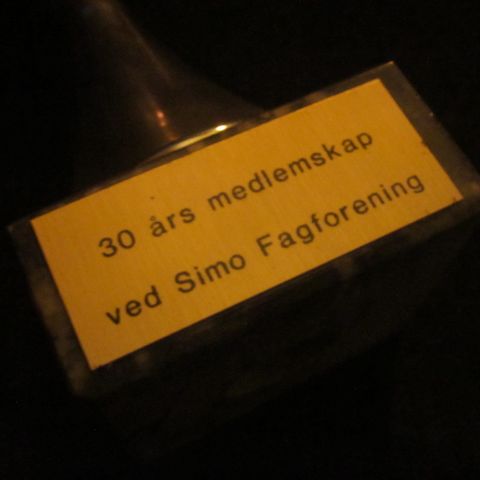 30 års medlemskap
ved Simo Fagforening